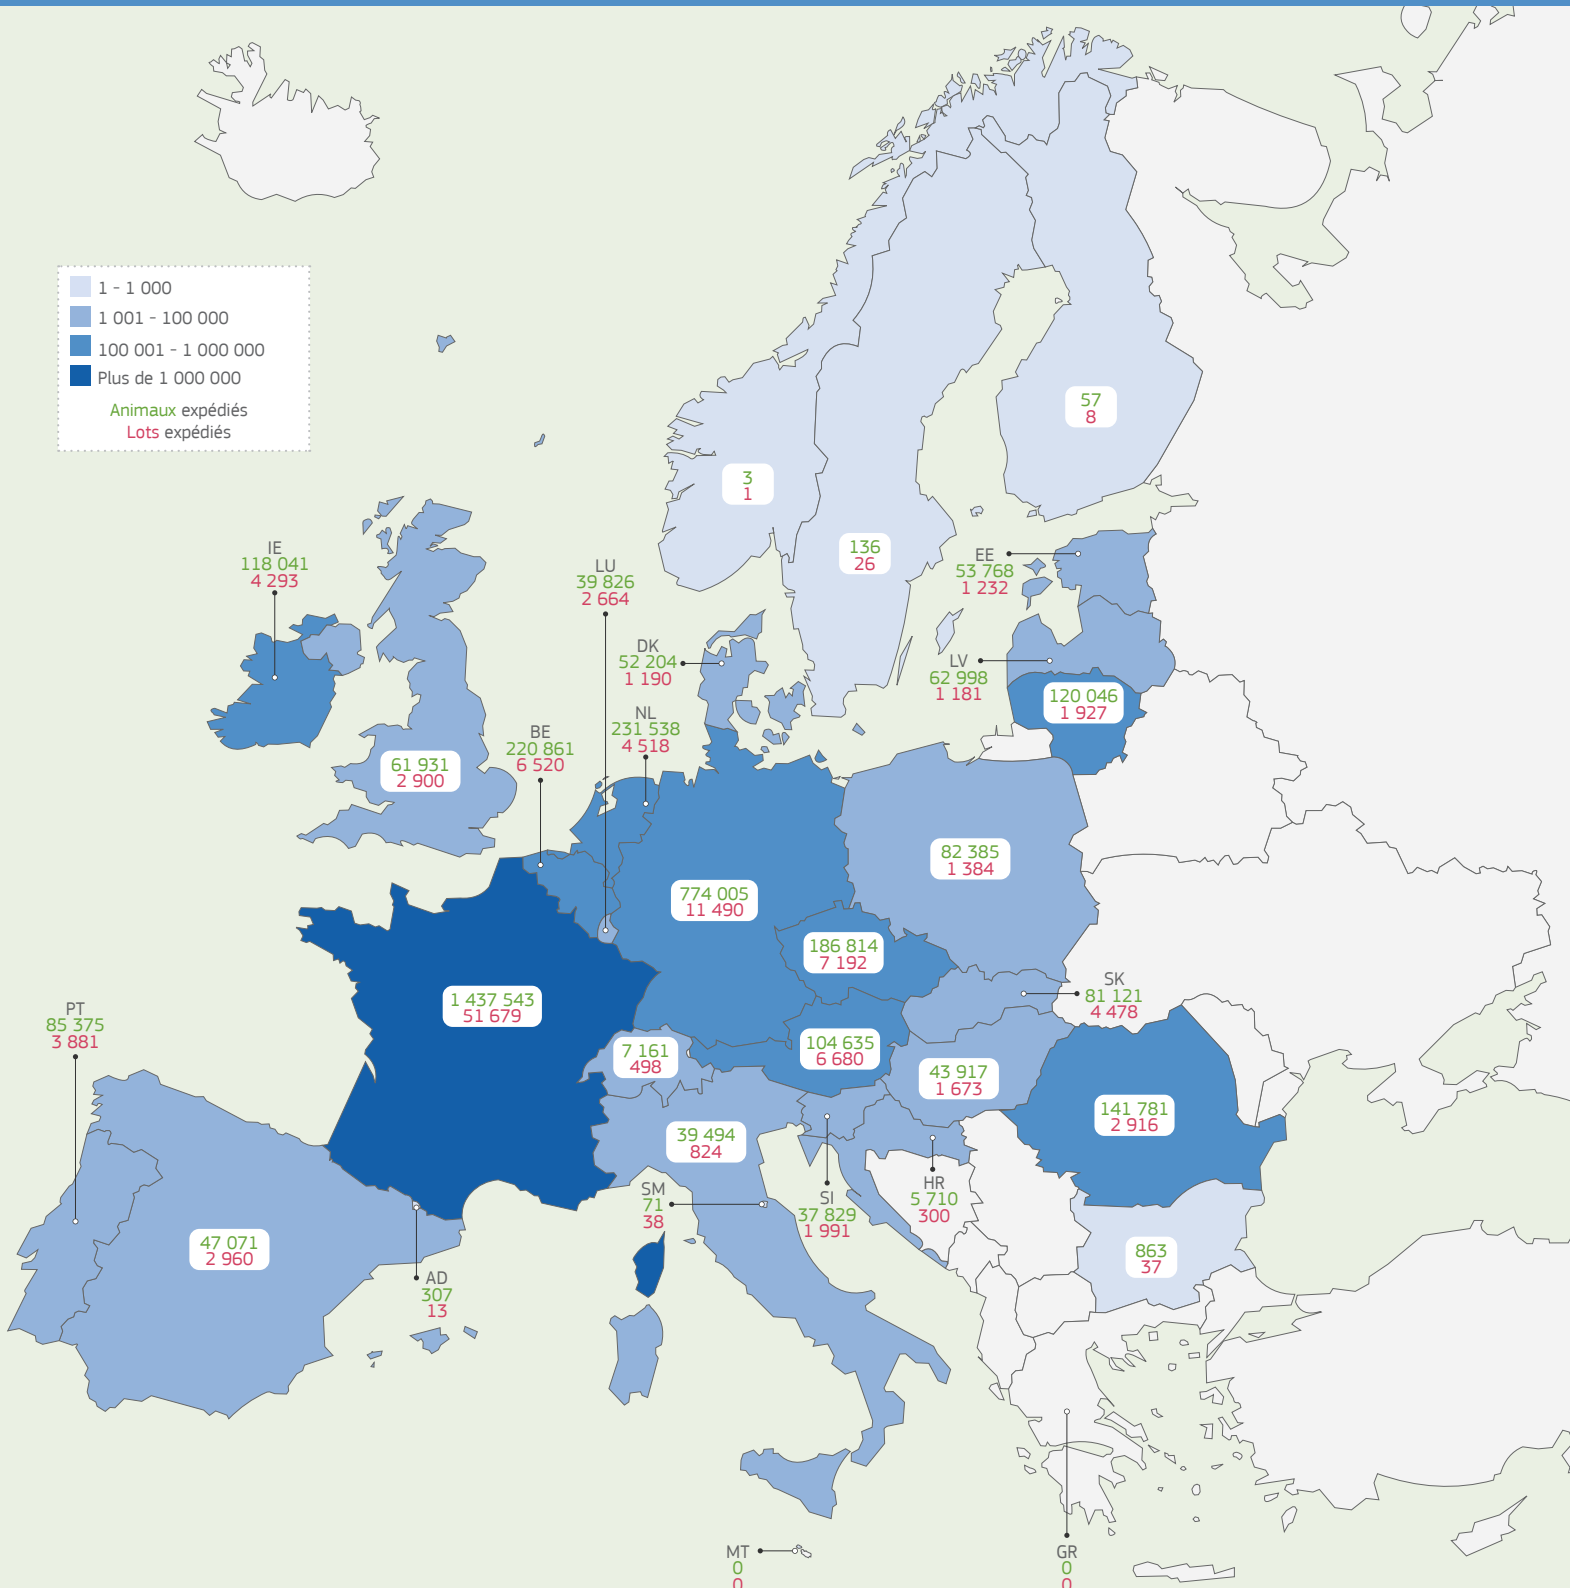 1 - 1 000
1 001 - 100 000
100 001 - 1 000 000
Plus de 1 000 000
Animaux expédiés
Lots expédiés
57
8
3
1
136
26
IE
118 041
4 293
EE
53 768
1 232
LU
39 826
2 664
DK
52 204
1 190
LV
62 998
1 181
120 046
1 927
NL
231 538
4 518
BE
220 861
6 520
61 931
2 900
82 385
1 384
774 005
11 490
186 814
7 192
SK
81 121
4 478
1 437 543
51 679
PT
85 375
3 881
7 161
498
104 635
6 680
43 917
1 673
141 781
2 916
39 494
824
SM
71
38
SI
37 829
1 991
HR
5 710
300
47 071
2 960
863
37
AD
307
13
MT
0
0
GR
0
0